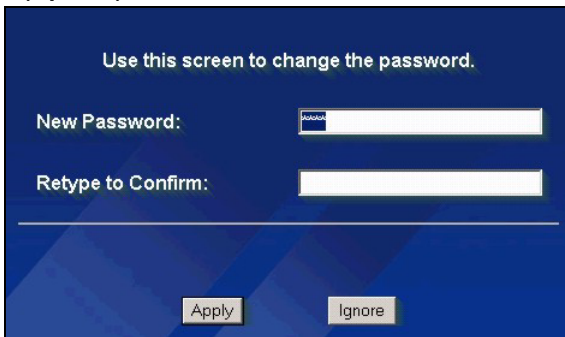 Use this screen to change the password.
New Password: ****
Retype to Confirm:
Apply Ignore